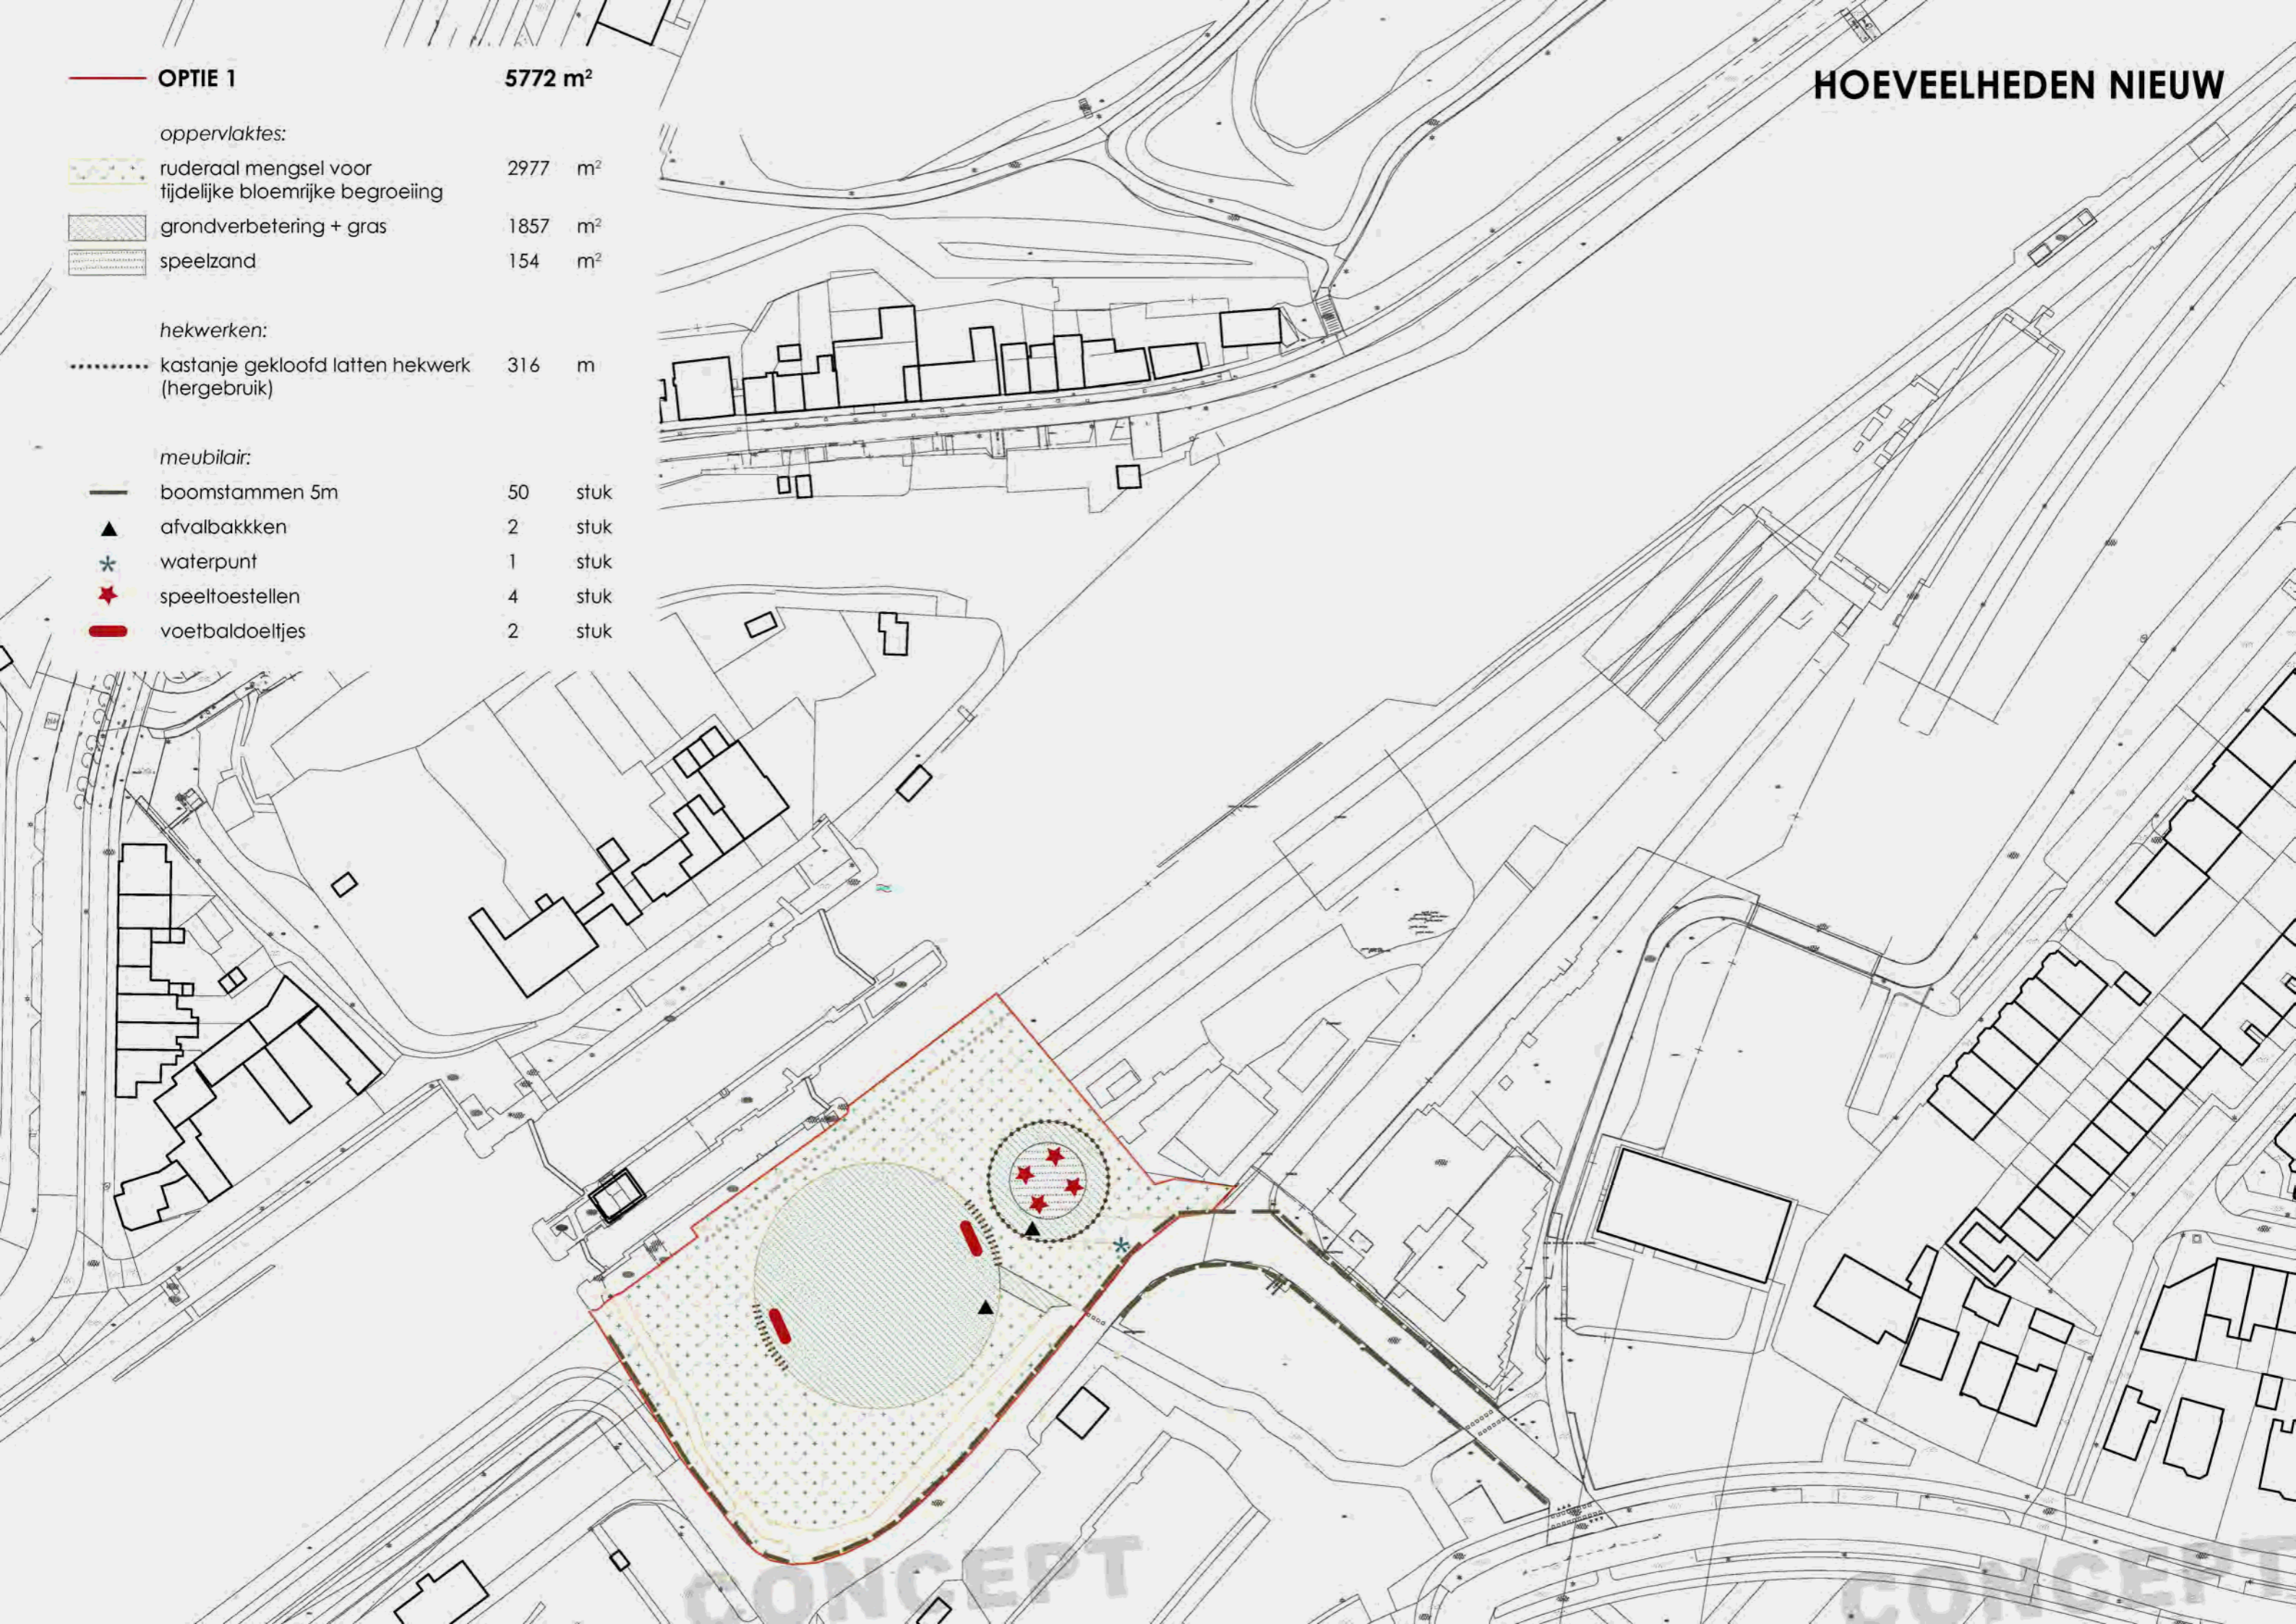 OPTIE 1 5772 m²
HOEVEELHEDEN NIEUW
oppervlaktes:
ruderaal mengsel voor 2977 m²
tijdelijke bloemrijke begroeiing
grondverbetering + gras 1857 m²
speelzand 154 m²
hekwerken:
kastanje gekloofd latten hekwerk 316 m
(hergebruik)
meubilair:
boomstammen 5m 50 stuk
afvalbakkken 2 stuk
waterpunt 1 stuk
speeltoestellen 4 stuk
voetbaldoeltjes 2 stuk
CONCEPT
CONCEPT